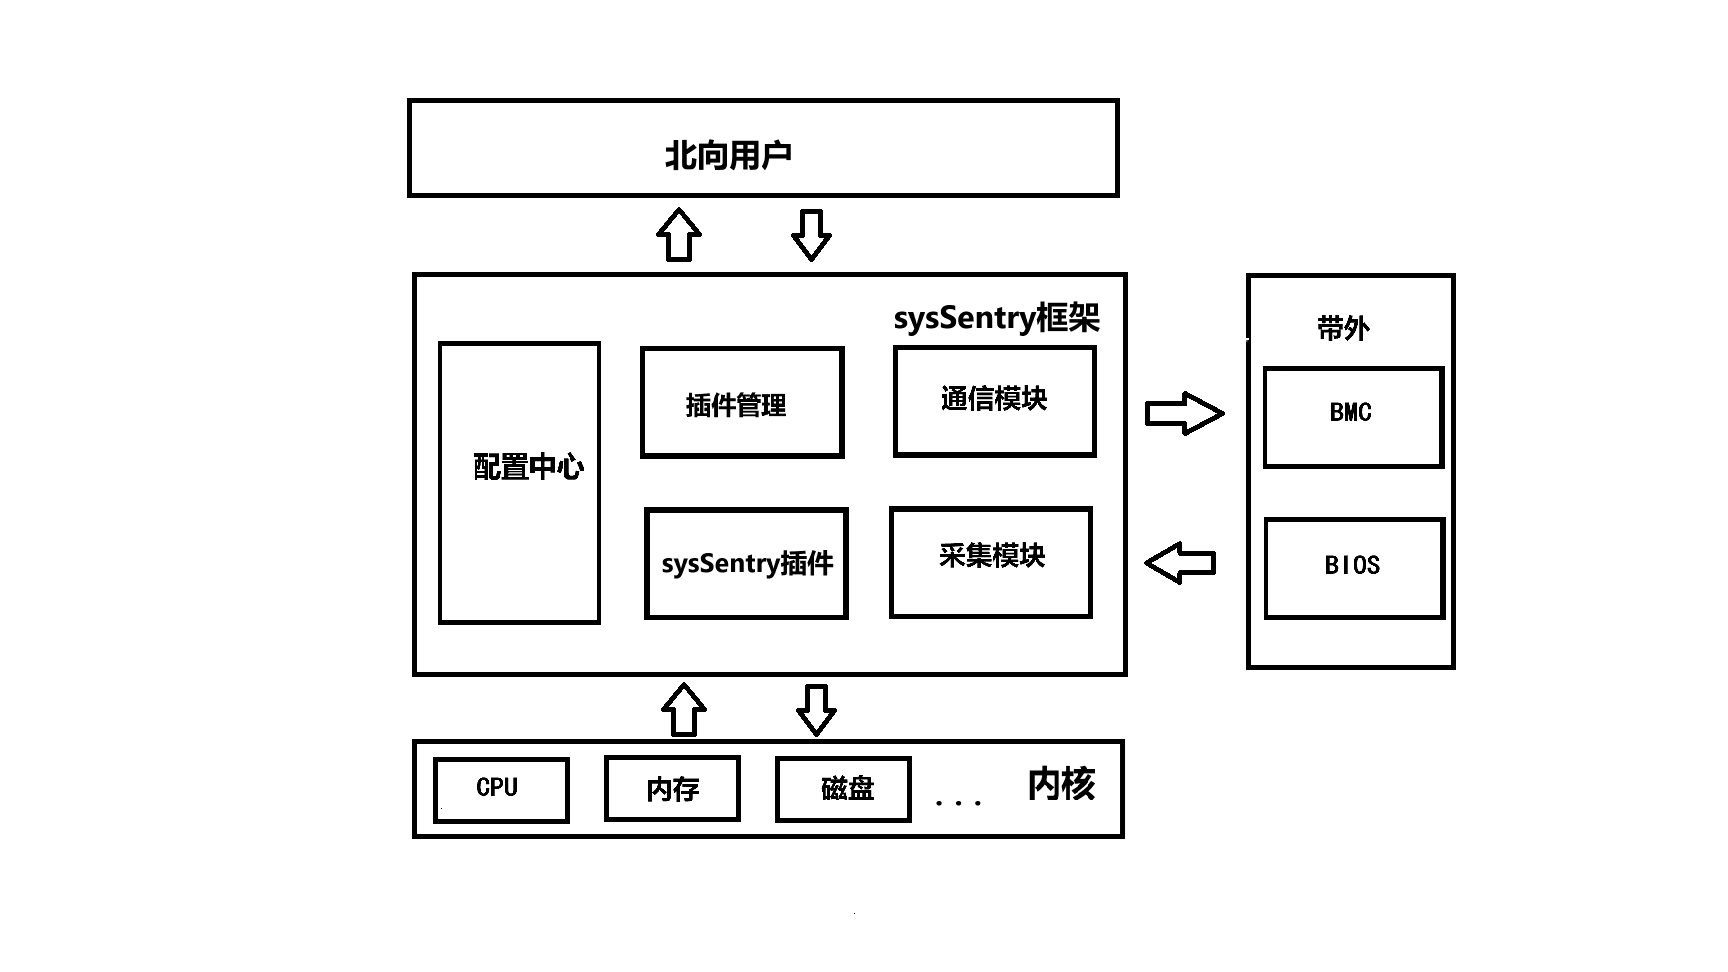 北向用户
sysSentry框架
配置中心
插件管理
通信模块
sysSentry插件
采集模块
带外
BMC
BIOS
CPU
内存
磁盘
...
内核